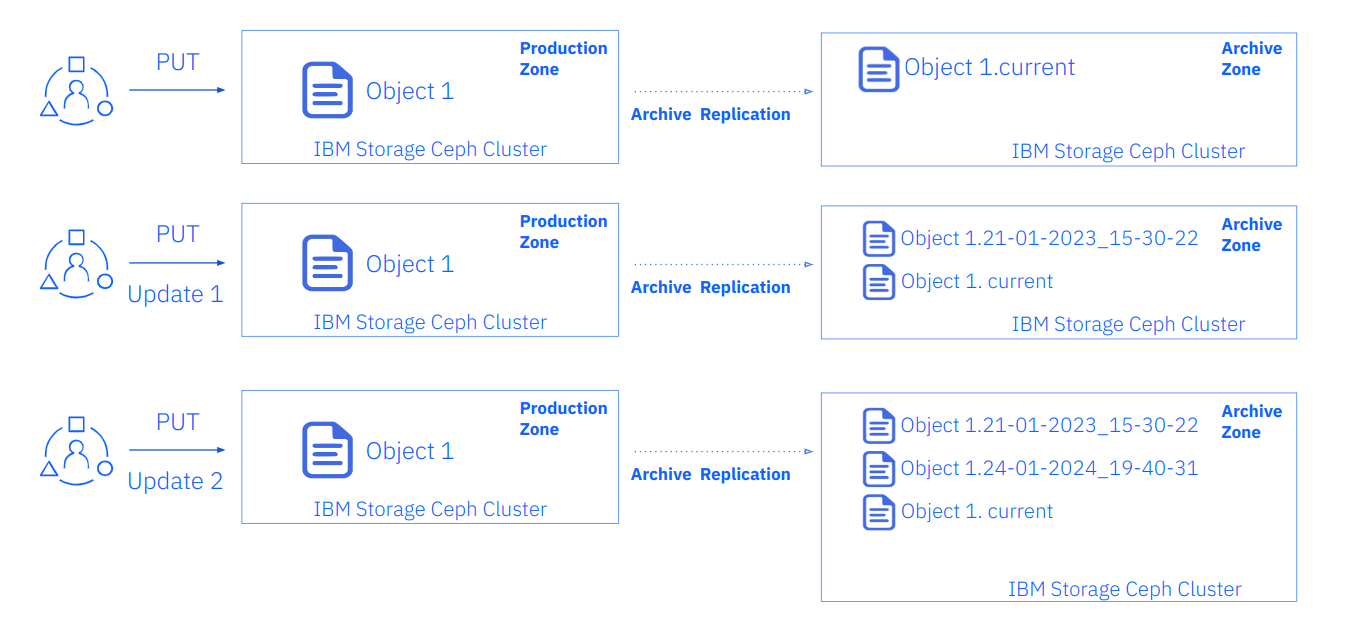 PUT
Production
Zone
Object 1
IBM Storage Ceph Cluster
Archive Replication
Archive
Zone
Object 1.current
IBM Storage Ceph Cluster
PUT
Update 1
Production
Zone
Object 1
IBM Storage Ceph Cluster
Archive Replication
Archive
Zone
Object 1.21-01-2023_15-30-22
Object 1. current
IBM Storage Ceph Cluster
PUT
Update 2
Production
Zone
Object 1
IBM Storage Ceph Cluster
Archive Replication
Archive
Zone
Object 1.21-01-2023_15-30-22
Object 1.24-01-2024_19-40-31
Object 1. current
IBM Storage Ceph Cluster